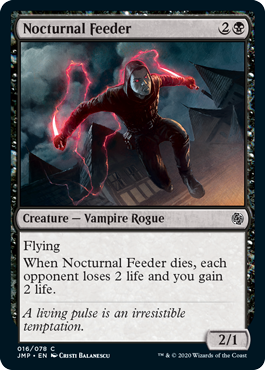 Nocturnal Feeder 2
Creature — Vampire Rogue
Flying
When Nocturnal Feeder dies, each
opponent loses 2 life and you gain
2 life.
A living pulse is an irresistible
temptation.
2/1
016/078 C
JMP • EN CRISTI BALANESCU
™ & © 2020 Wizards of the Coast